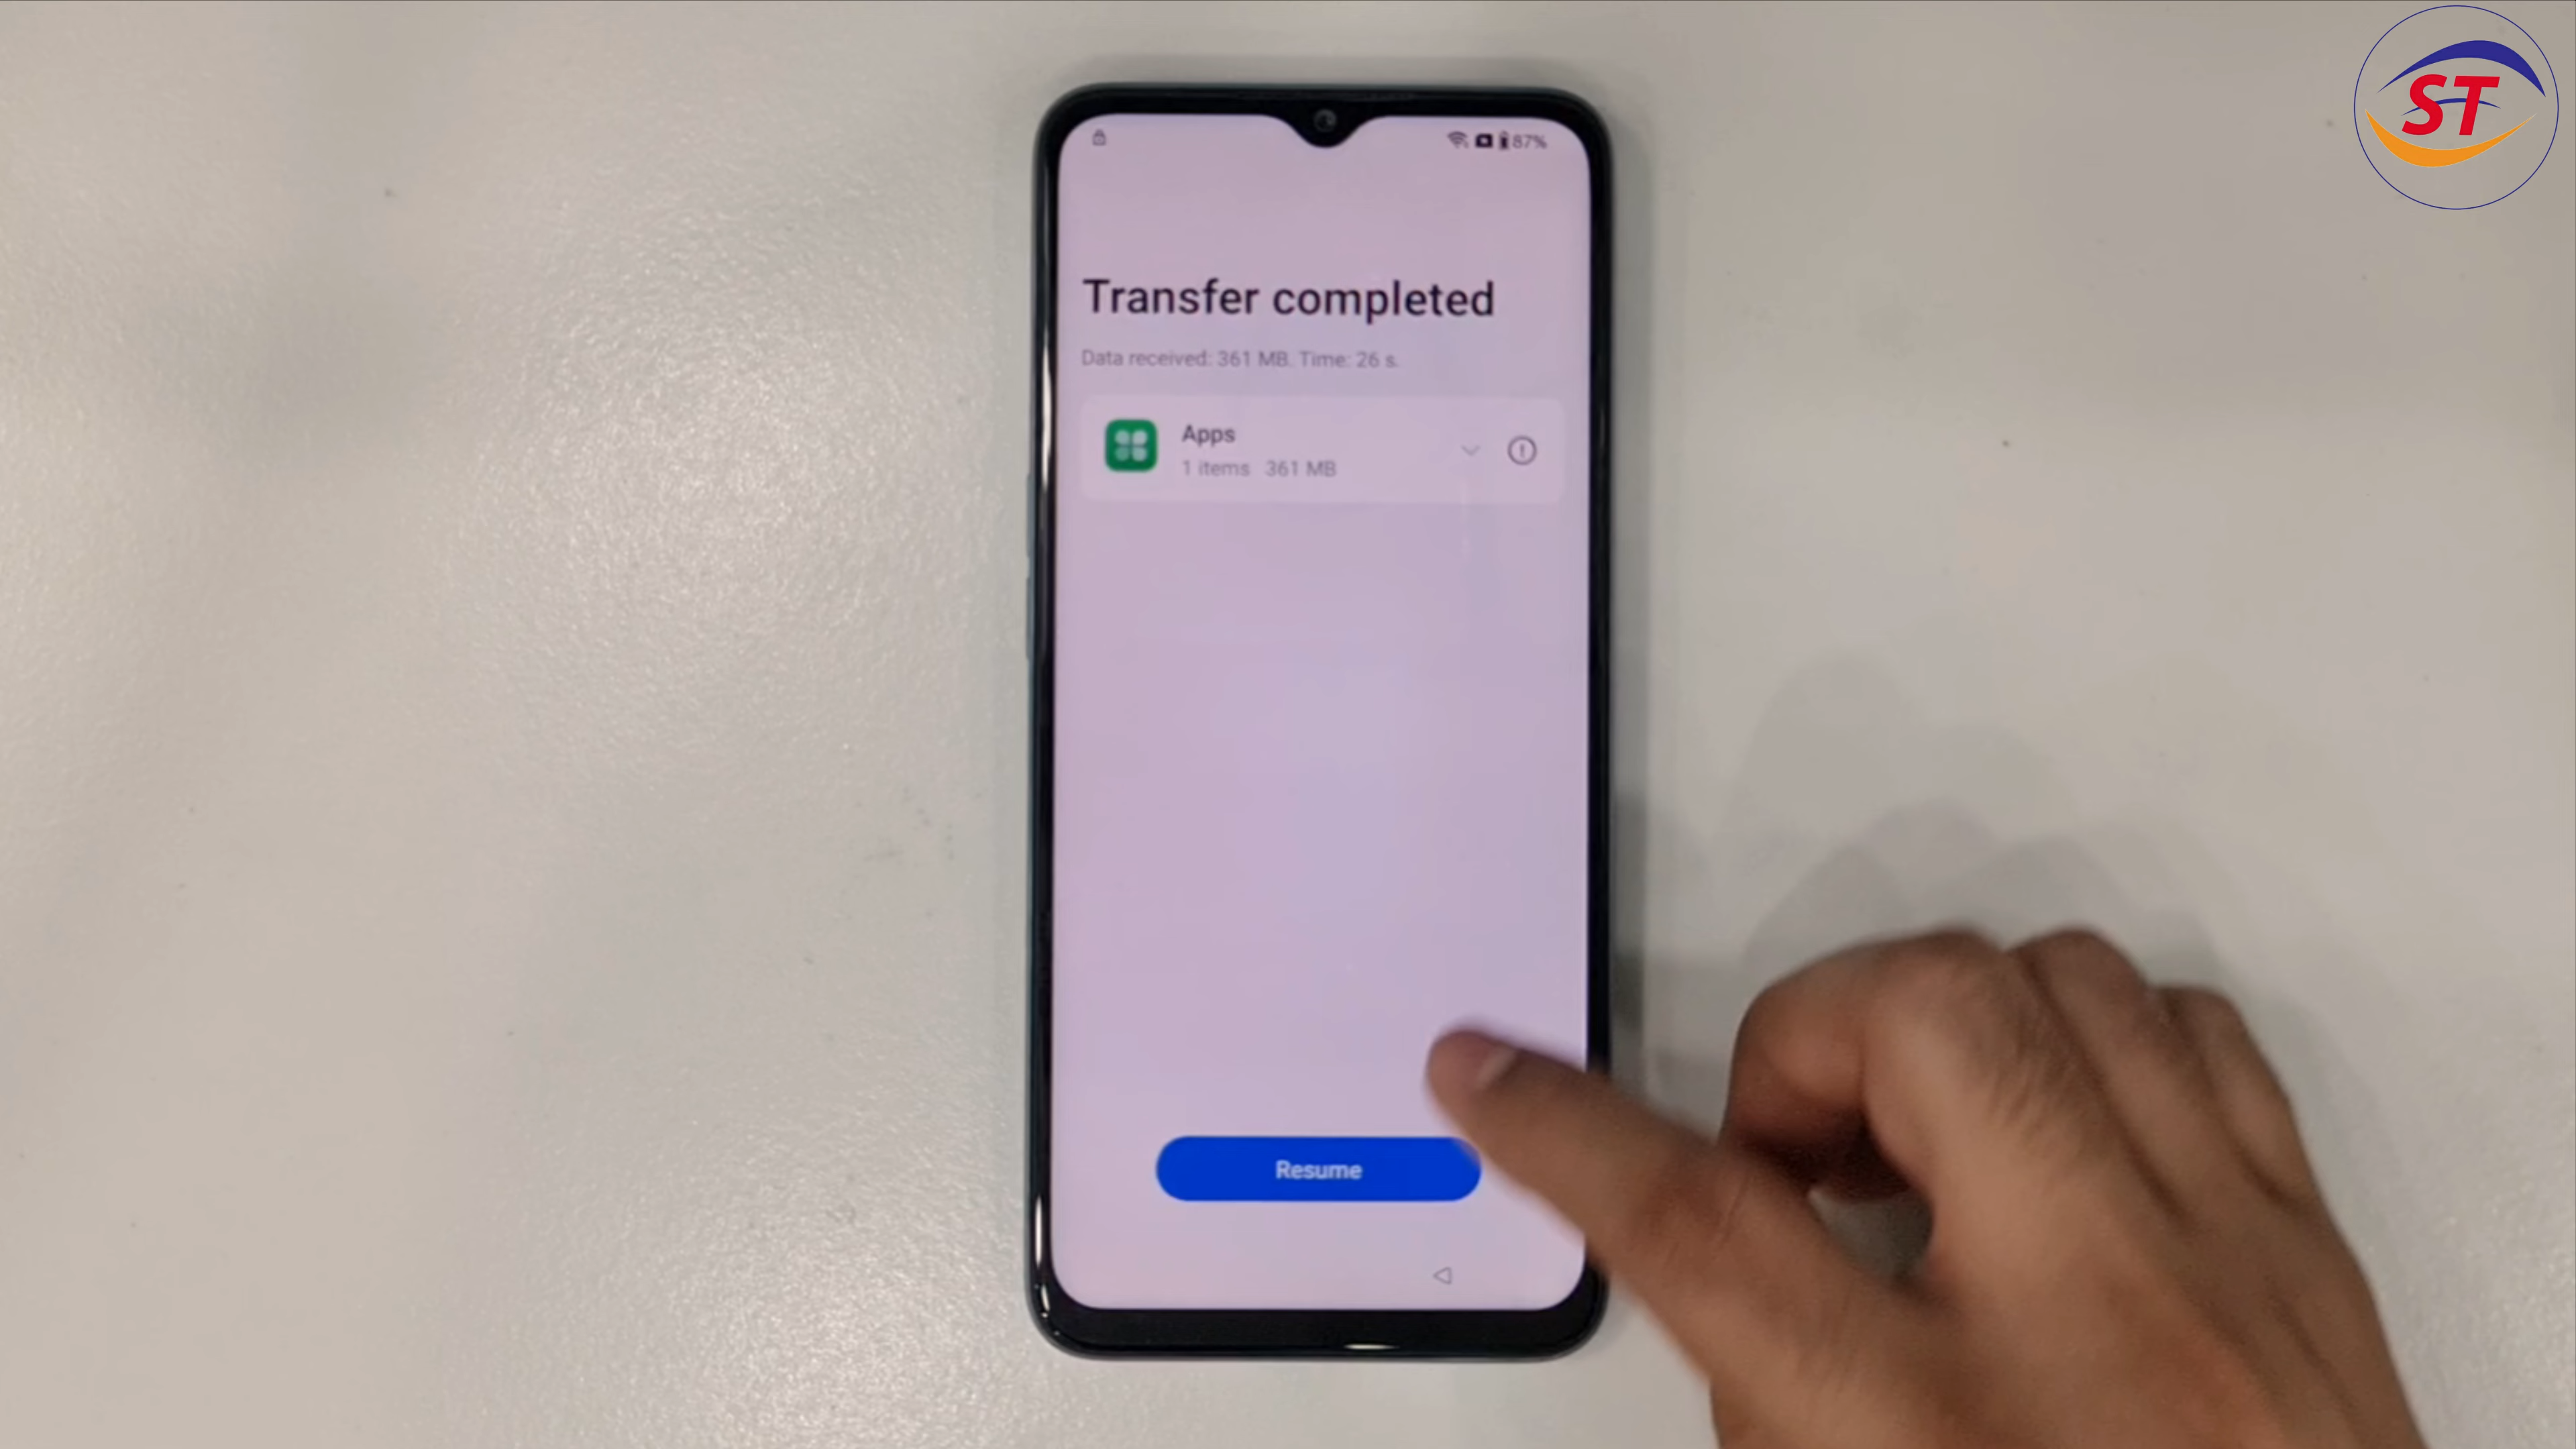 ST
87%
Transfer completed
Data received: 361 MB. Time: 26 s.
Apps
1 items 361 MB
Resume